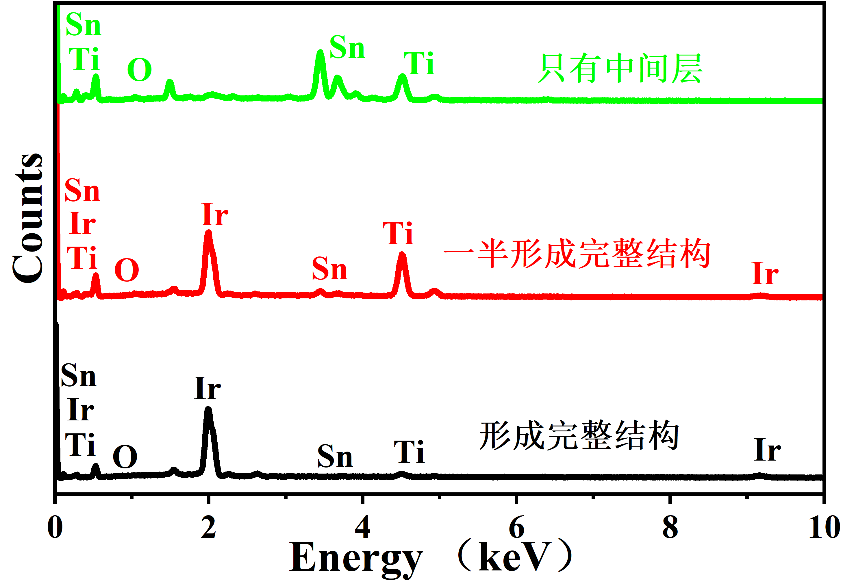 Sn
Ti
O
Sn
Ti
只有中间层
Sn
Ir
Ti
O
Ir
Sn
Ti
一半形成完整结构
Ir
Sn
Ir
Ti
O
Ir
Sn
Ti
形成完整结构
Ir
Counts
0 2 4 6 8 10
Energy （keV）